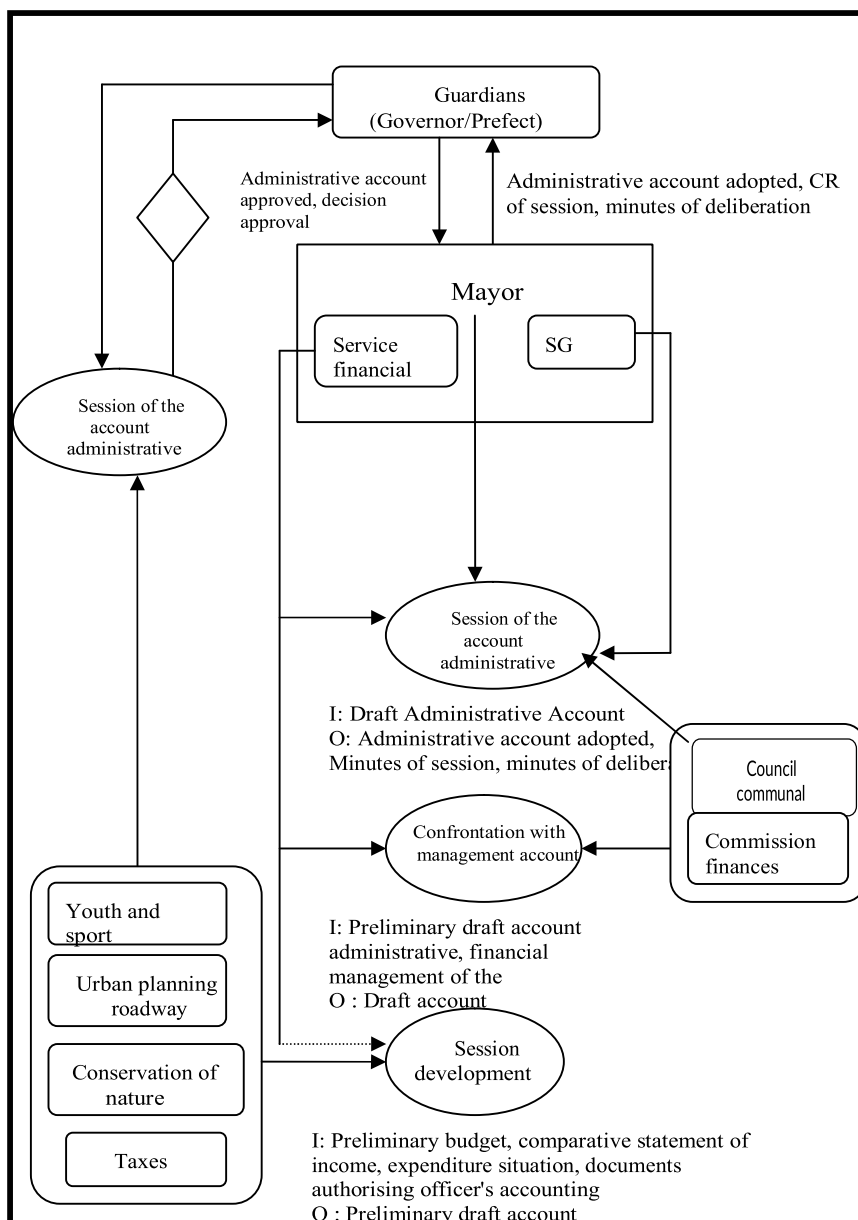 Guardians
(Governor/Prefect)
Administrative account
approved, decision
approval
Administrative account adopted, CR
of session, minutes of deliberation
Mayor
Service
financial
SG
Session of the
account
administrative
Session of the
account
administrative
I: Draft Administrative Account
O: Administrative account adopted,
Minutes of session, minutes of delibera
Council
communal
Commission
finances
Confrontation with
management account
I: Preliminary draft account
administrative, financial
management of the
O : Draft account
Youth and
sport
Urban planning
roadway
Conservation of
nature
Taxes
Session
development
I: Preliminary budget, comparative statement of
income, expenditure situation, documents
authorising officer's accounting
O : Preliminary draft account